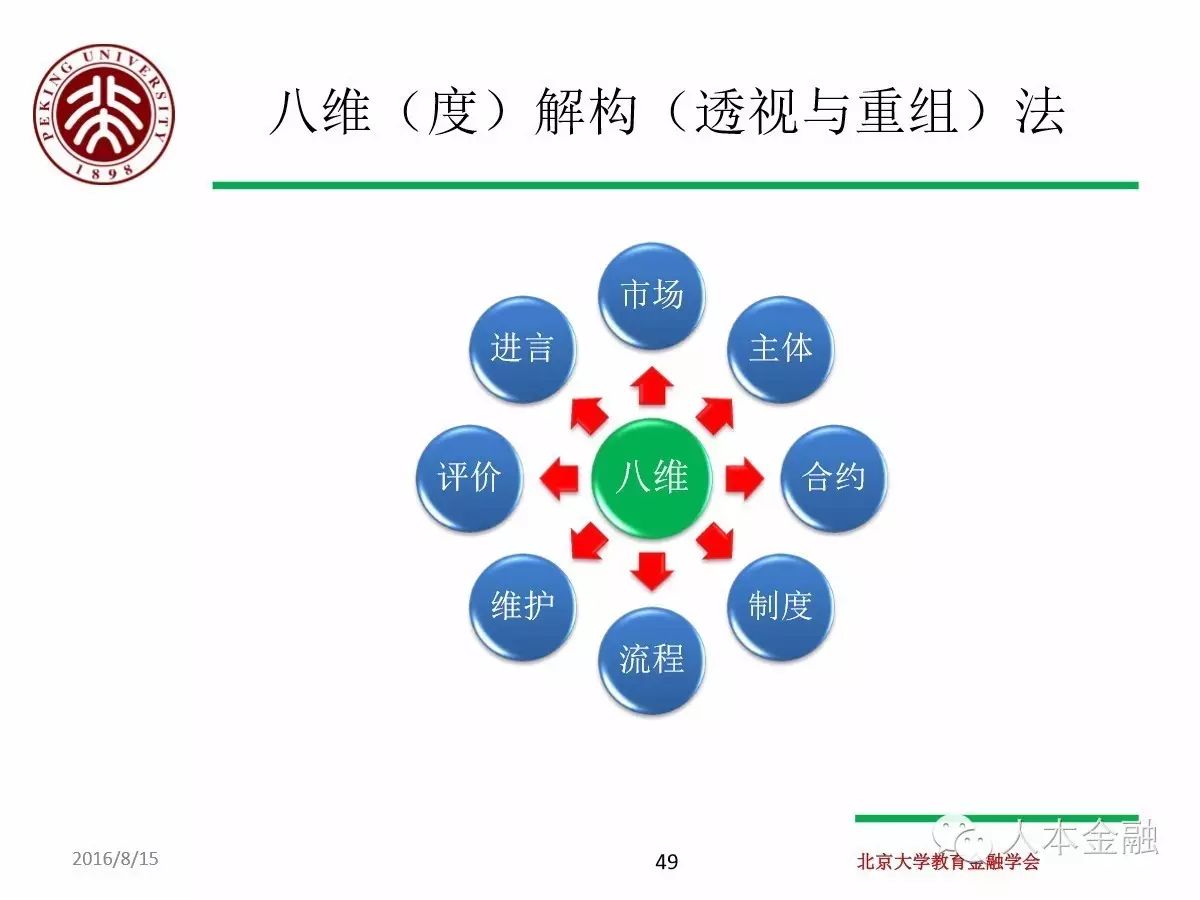 PEKING UNIVERSITY
1898
八维（度）解构（透视与重组）法
市场
进言
主体
评价
八维
合约
维护
制度
流程
人本金融
2016/8/15
49
北京大学教育金融学会